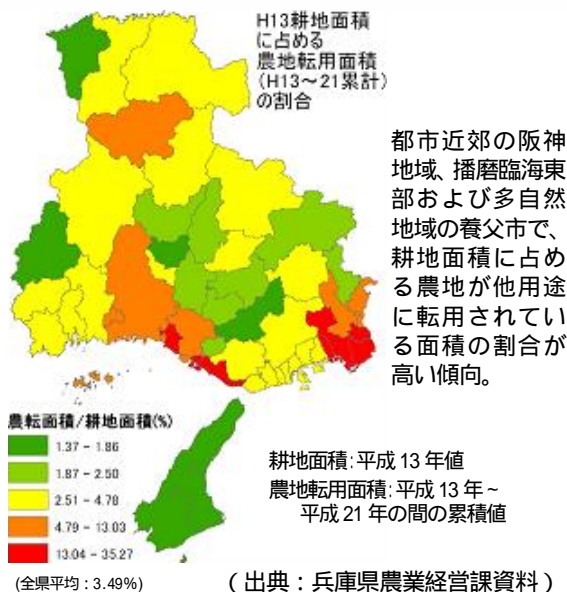 H13耕地面積
に占める
農地転用面積
(H13～21累計)
の割合
都市近郊の阪神
地域、播磨臨海東
部および多自然
地域の養父市で、
耕地面積に占め
る農地が他用途
に転用されてい
る面積の割合が
高い傾向。
農転面積/耕地面積(%)
1.37 - 1.86
1.87 - 2.50
2.51 - 4.78
4.79 - 13.03
13.04 - 35.27
耕地面積:平成 13 年値
農地転用面積:平成 13 年~
平成 21 年の間の累積値
(全県平均:3.49%)
(出典:兵庫県農業経営課資料)